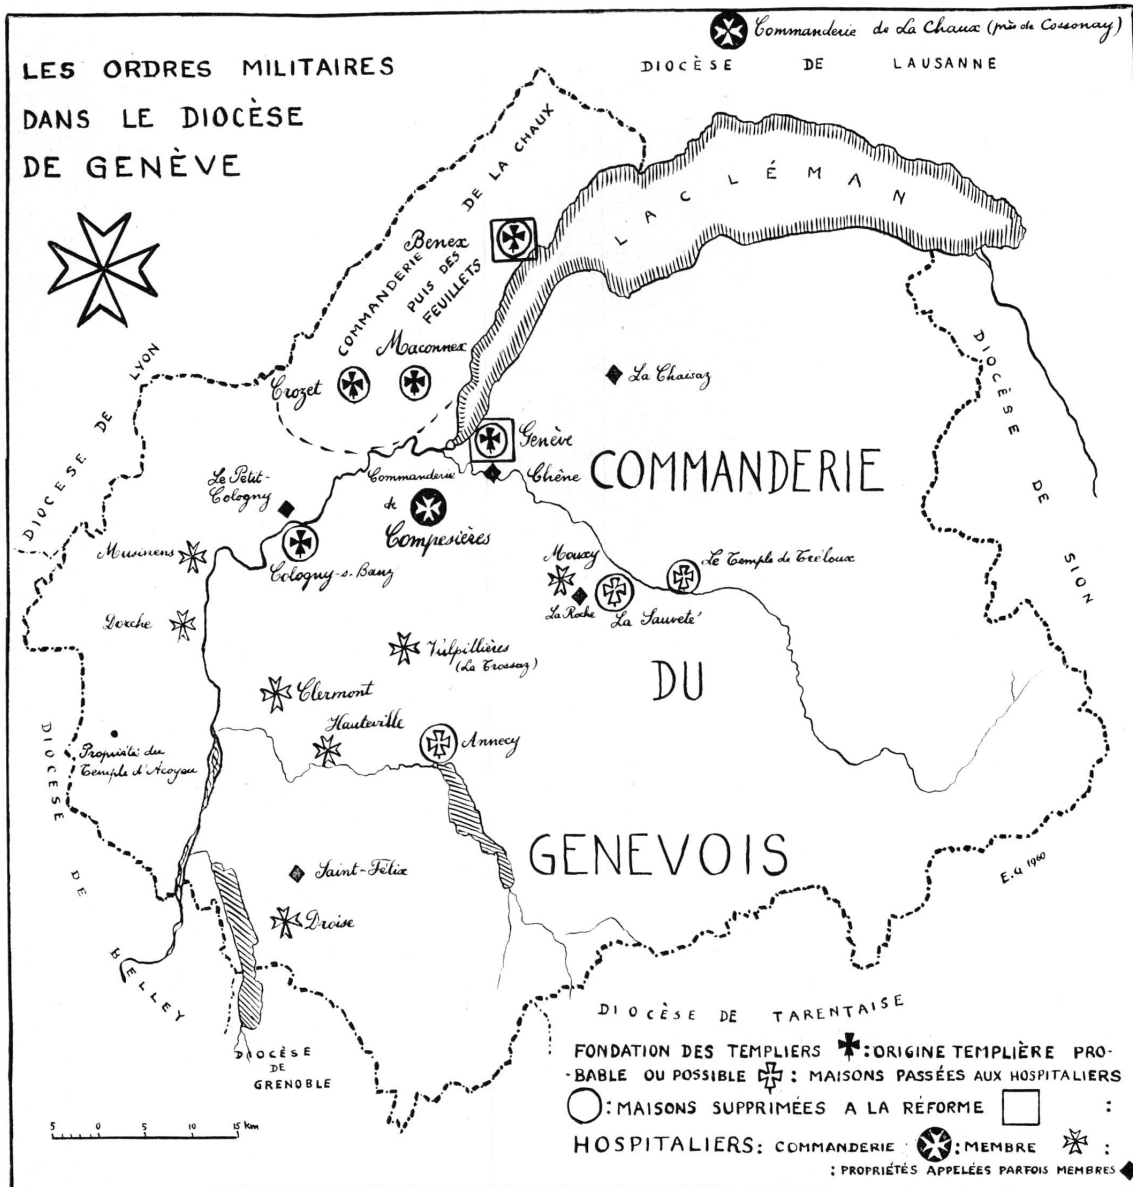 Commanderie de La Chaux (près de Cossonay)
DIOCÈSE DE LAUSANNE
LES ORDRES MILITAIRES
DANS LE DIOCÈSE
DE GENÈVE
COMMANDERIE DE LA CHAUX
PUIS DES
FEUILLETS
LAC LÉMAN
Benex
Maconnex
Crozet
La Chaisaz
DIOCÈSE DE LYON
Genève
Chêne
COMMANDERIE
DU
GENEVOIS
DIOCÈSE DE SION
Le Petit-
Cologny
Commanderie
de
Compesières
Musinens
Cologny-s-Banz
Mouxy
La Roche
La Sauveté
Le Temple de Tréloux
Dorche
Vulpillières
(La Trossaz)
Clermont
Hauteville
Annecy
Propriété du
Temple d'Acoyeu
DIOCÈSE DE BELLEY
Saint-Félix
Droise
E.G 1960
DIOCÈSE DE TARENTAISE
DIOCÈSE
DE
GRENOBLE
5 0 5 10 15 km
FONDATION DES TEMPLIERS : ORIGINE TEMPLIÈRE PRO-
-BABLE OU POSSIBLE : MAISONS PASSÉES AUX HOSPITALIERS
: MAISONS SUPPRIMÉES A LA RÉFORME :
HOSPITALIERS: COMMANDERIE : MEMBRE :
: PROPRIÉTÉS APPELÉES PARFOIS MEMBRES